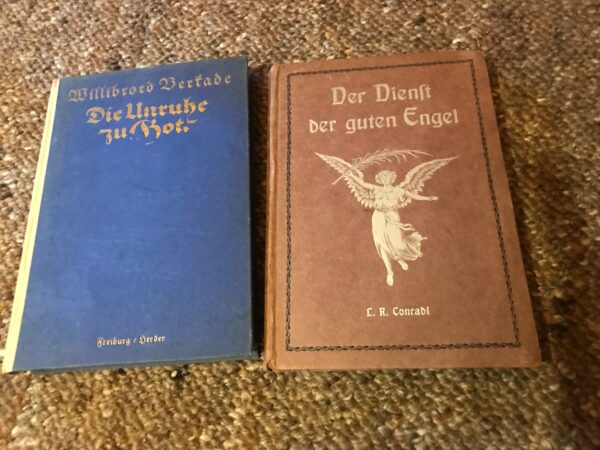 Willibrord Verkade
Die Unruhe
zu Gott
Freiburg / Herder
Der Dienst
der guten Engel
L. R. Conradi